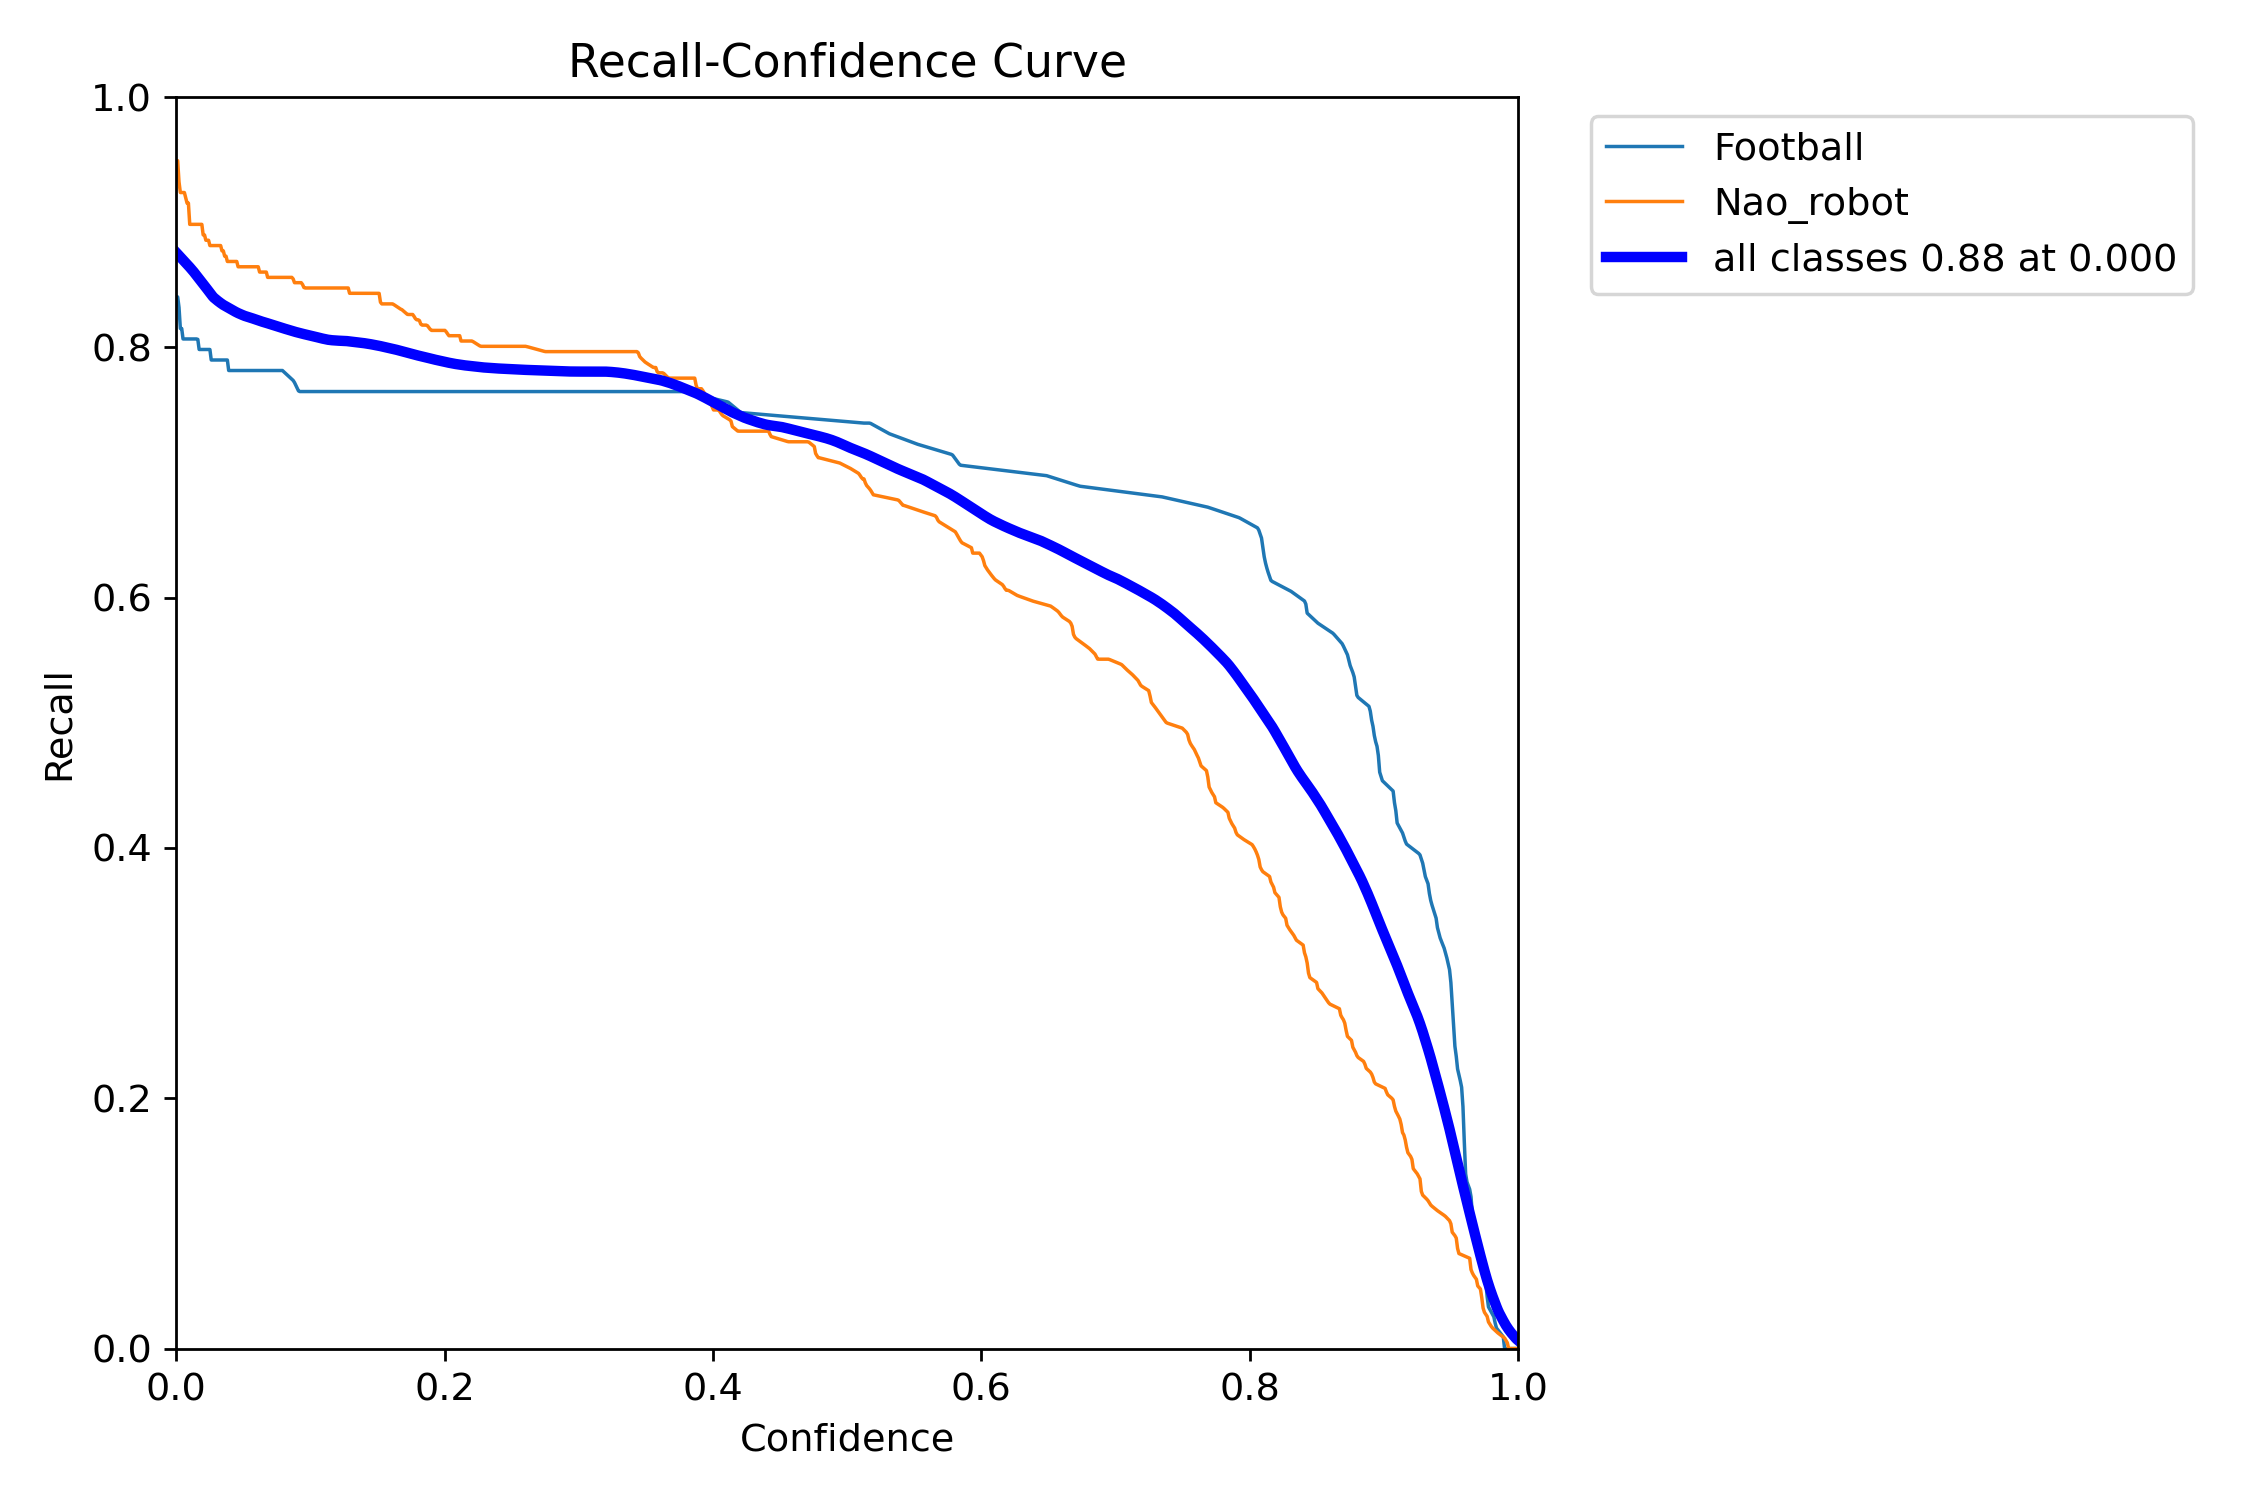 Recall-Confidence Curve
1.0
0.8
0.6
0.4
0.2
0.0
Recall
0.0 0.2 0.4 0.6 0.8 1.0
Confidence
Football
Nao_robot
all classes 0.88 at 0.000